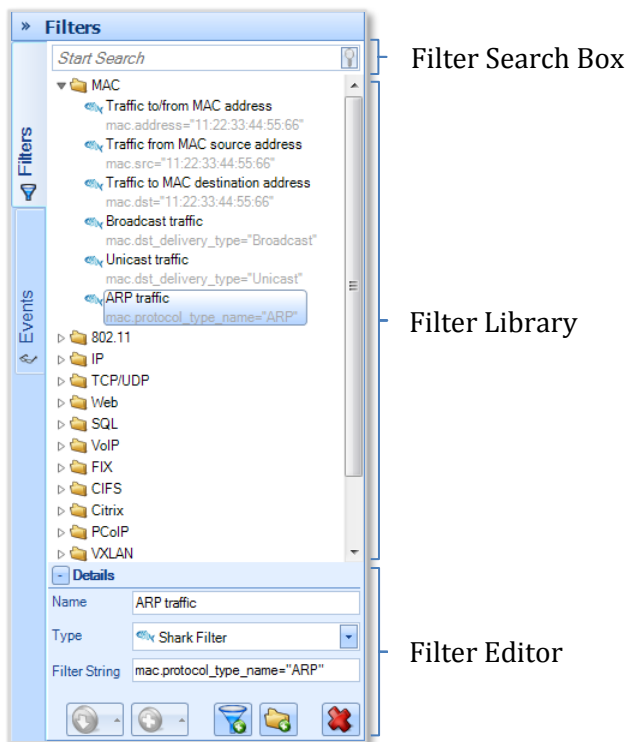 » Filters
Start Search
Filter Search Box
Filters
Events
MAC
Traffic to/from MAC address
mac.address="11:22:33:44:55:66"
Traffic from MAC source address
mac.src="11:22:33:44:55:66"
Traffic to MAC destination address
mac.dst="11:22:33:44:55:66"
Broadcast traffic
mac.dst_delivery_type="Broadcast"
Unicast traffic
mac.dst_delivery_type="Unicast"
ARP traffic
mac.protocol_type_name="ARP"
Filter Library
802.11
IP
TCP/UDP
Web
SQL
VoIP
FIX
CIFS
Citrix
PCoIP
VXLAN
Details
Name ARP traffic
Type Shark Filter
Filter Editor
Filter String mac.protocol_type_name="ARP"